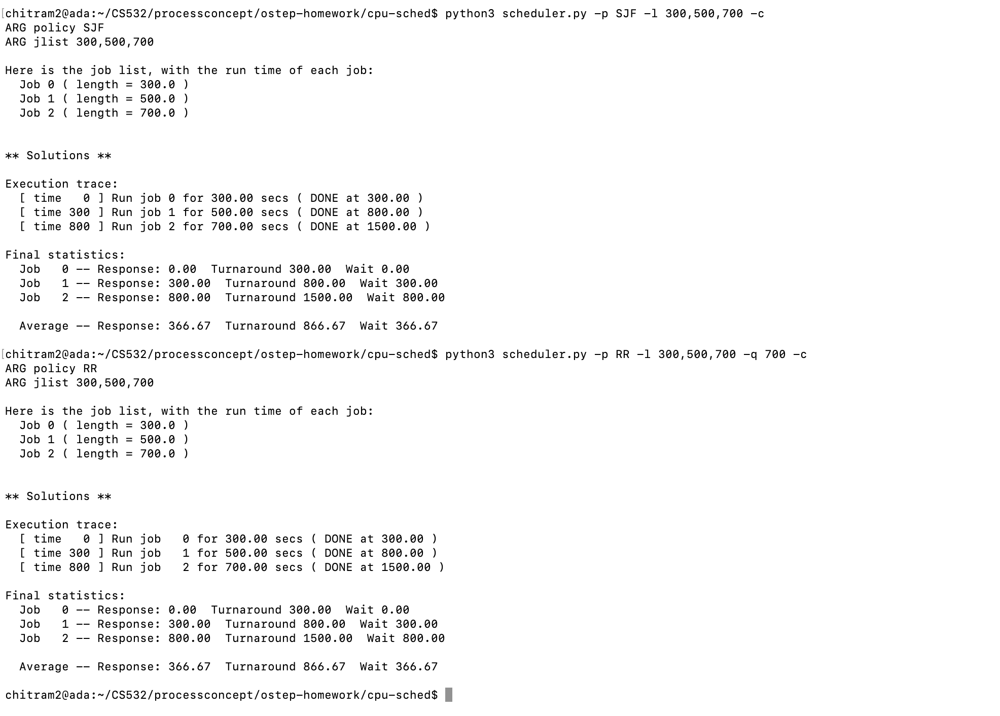 [chitram2@ada:~/CS532/processconcept/ostep-homework/cpu-sched$ python3 scheduler.py -p SJF -l 300,500,700 -c
ARG policy SJF
ARG jlist 300,500,700
Here is the job list, with the run time of each job:
Job 0 ( length = 300.0 )
Job 1 ( length = 500.0 )
Job 2 ( length = 700.0 )
** Solutions **
Execution trace:
[ time   0 ] Run job 0 for 300.00 secs ( DONE at 300.00 )
[ time 300 ] Run job 1 for 500.00 secs ( DONE at 800.00 )
[ time 800 ] Run job 2 for 700.00 secs ( DONE at 1500.00 )
Final statistics:
Job   0 -- Response: 0.00  Turnaround 300.00  Wait 0.00
Job   1 -- Response: 300.00  Turnaround 800.00  Wait 300.00
Job   2 -- Response: 800.00  Turnaround 1500.00  Wait 800.00
Average -- Response: 366.67  Turnaround 866.67  Wait 366.67
[chitram2@ada:~/CS532/processconcept/ostep-homework/cpu-sched$ python3 scheduler.py -p RR -l 300,500,700 -q 700 -c
ARG policy RR
ARG jlist 300,500,700
Here is the job list, with the run time of each job:
Job 0 ( length = 300.0 )
Job 1 ( length = 500.0 )
Job 2 ( length = 700.0 )
** Solutions **
Execution trace:
[ time   0 ] Run job   0 for 300.00 secs ( DONE at 300.00 )
[ time 300 ] Run job   1 for 500.00 secs ( DONE at 800.00 )
[ time 800 ] Run job   2 for 700.00 secs ( DONE at 1500.00 )
Final statistics:
Job   0 -- Response: 0.00  Turnaround 300.00  Wait 0.00
Job   1 -- Response: 300.00  Turnaround 800.00  Wait 300.00
Job   2 -- Response: 800.00  Turnaround 1500.00  Wait 800.00
Average -- Response: 366.67  Turnaround 866.67  Wait 366.67
chitram2@ada:~/CS532/processconcept/ostep-homework/cpu-sched$